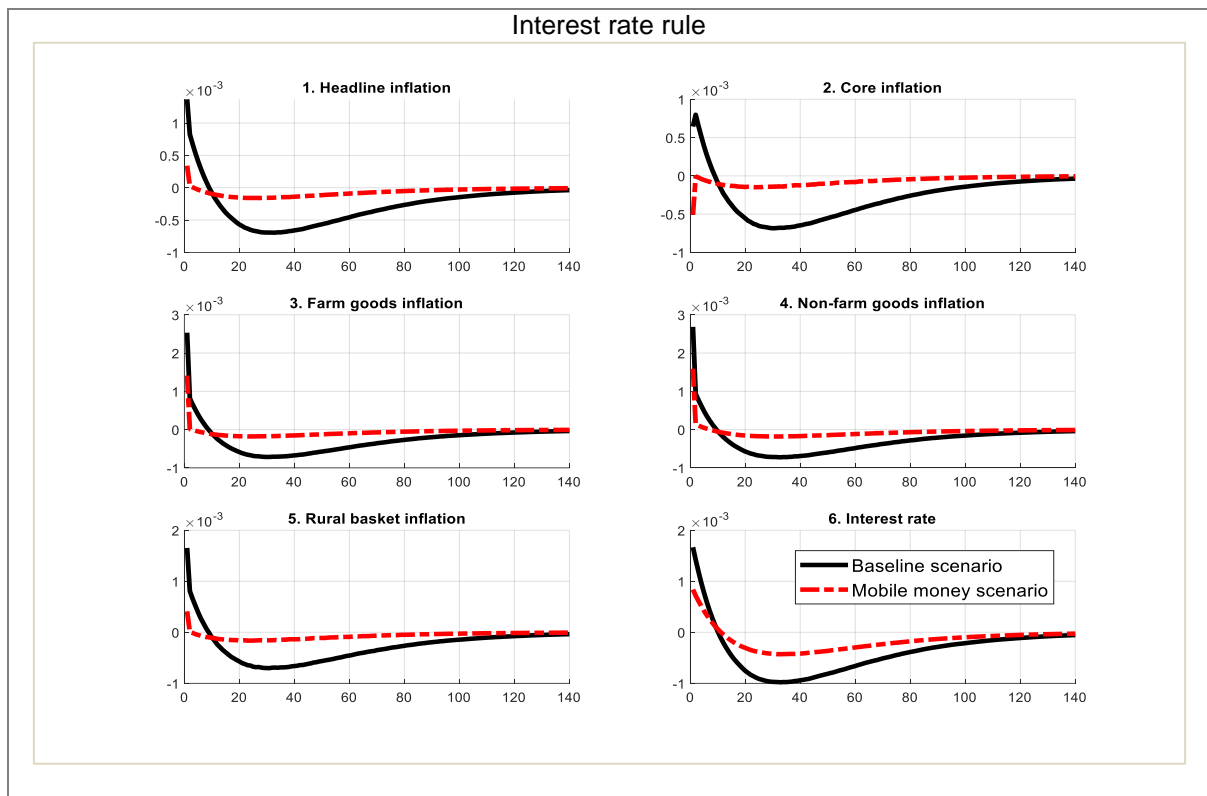 Interest rate rule
×10⁻³ 1. Headline inflation
1
0.5
0
-0.5
-1
0 20 40 60 80 100 120 140
×10⁻³ 2. Core inflation
1
0.5
0
-0.5
-1
0 20 40 60 80 100 120 140
×10⁻³ 3. Farm goods inflation
3
2
1
0
-1
0 20 40 60 80 100 120 140
×10⁻³ 4. Non-farm goods inflation
3
2
1
0
-1
0 20 40 60 80 100 120 140
×10⁻³ 5. Rural basket inflation
2
1
0
-1
0 20 40 60 80 100 120 140
×10⁻³ 6. Interest rate
2
1
0
-1
0 20 40 60 80 100 120 140
Baseline scenario
Mobile money scenario